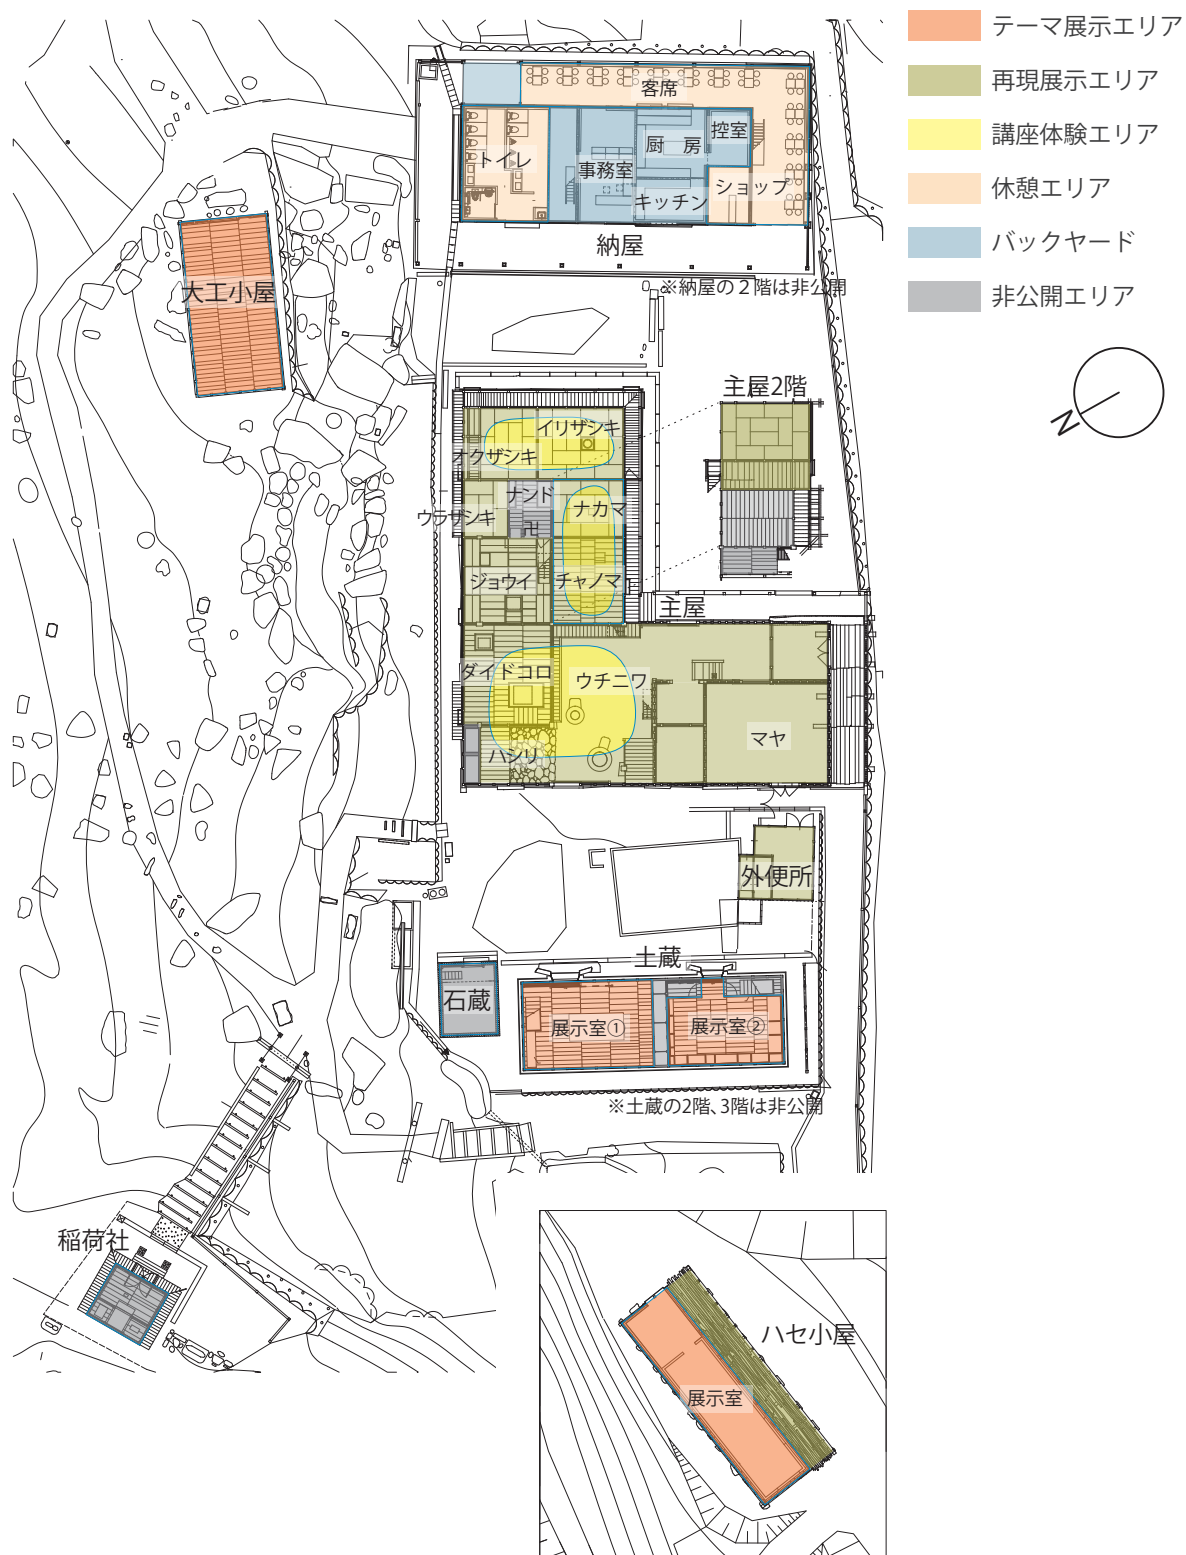 テーマ展示エリア
再現展示エリア
講座体験エリア
休憩エリア
バックヤード
非公開エリア
N
客席
トイレ
事務室
厨 房
控室
キッチン
ショップ
納屋
※納屋の2階は非公開
大工小屋
主屋2階
イリザシキ
オクザシキ
ナンド
卍
ウラザシキ
ナカマ
ジョウイ
チャノマ
主屋
ダイドコロ
ウチニワ
マヤ
ハシリ
外便所
土蔵
石蔵
展示室①
展示室②
※土蔵の2階、3階は非公開
稲荷社
ハセ小屋
展示室